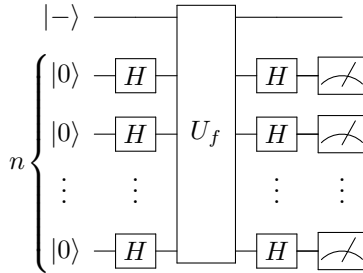 |−⟩
|0⟩ H H
|0⟩ H U_f H
n ⋮ ⋮ ⋮ ⋮
|0⟩ H H